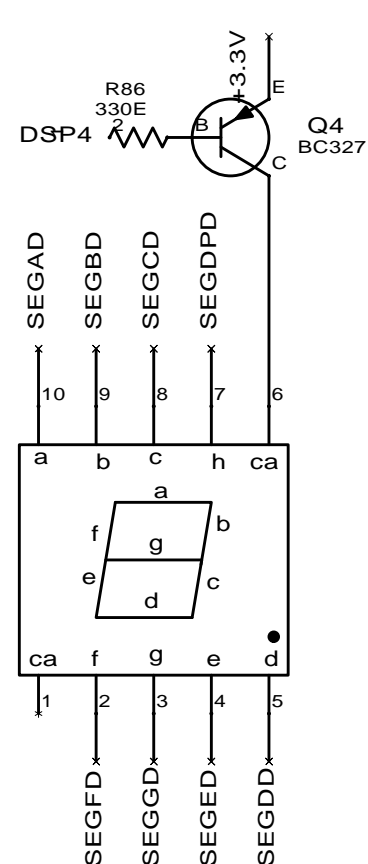 +3.3V
E
R86
330E
2
B
DSP4
Q4
BC327
C
SEGAD
SEGBD
SEGCD
SEGDPD
10 9 8 7 6
a b c h ca
a
f b
g
e c
d
ca f g e d
1 2 3 4 5
SEGFD
SEGGD
SEGED
SEGDD